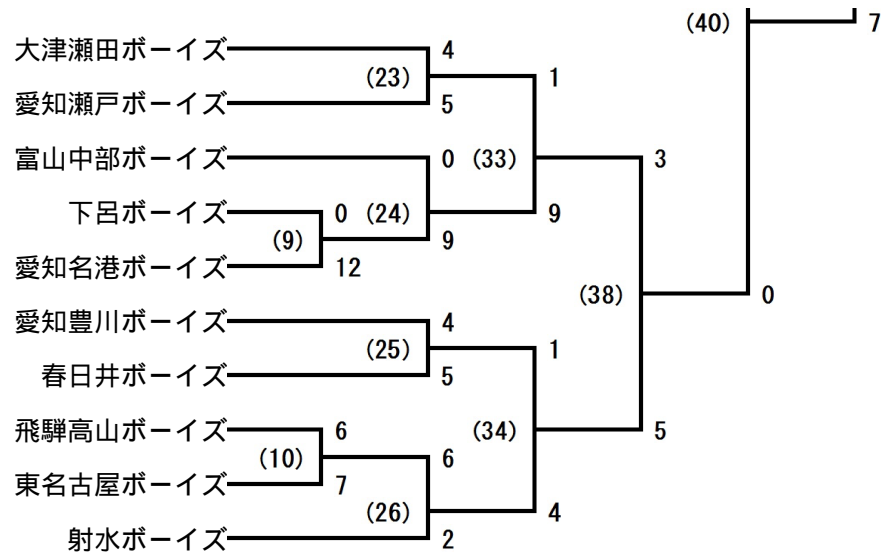 (40) 7
大津瀬田ボーイズ 4
(23) 1
愛知瀬戸ボーイズ 5
富山中部ボーイズ 0 (33) 3
下呂ボーイズ 0 (24) 9
(9) 9
愛知名港ボーイズ 12
(38) 0
愛知豊川ボーイズ 4
(25) 1
春日井ボーイズ 5
飛騨高山ボーイズ 6 (34) 5
(10) 6
東名古屋ボーイズ 7
(26) 4
射水ボーイズ 2